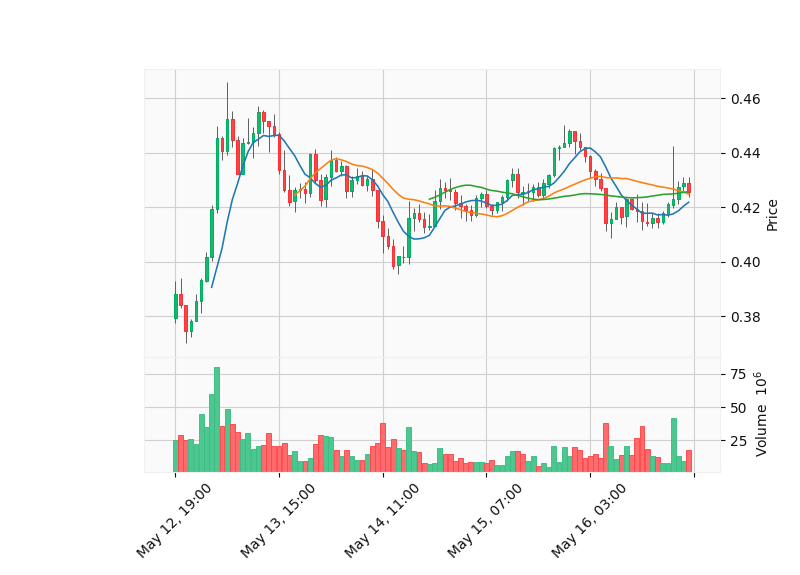 0.46
0.44
0.42
0.40
0.38
Price
75
50
25
Volume 10^6
May 12, 19:00
May 13, 15:00
May 14, 11:00
May 15, 07:00
May 16, 03:00